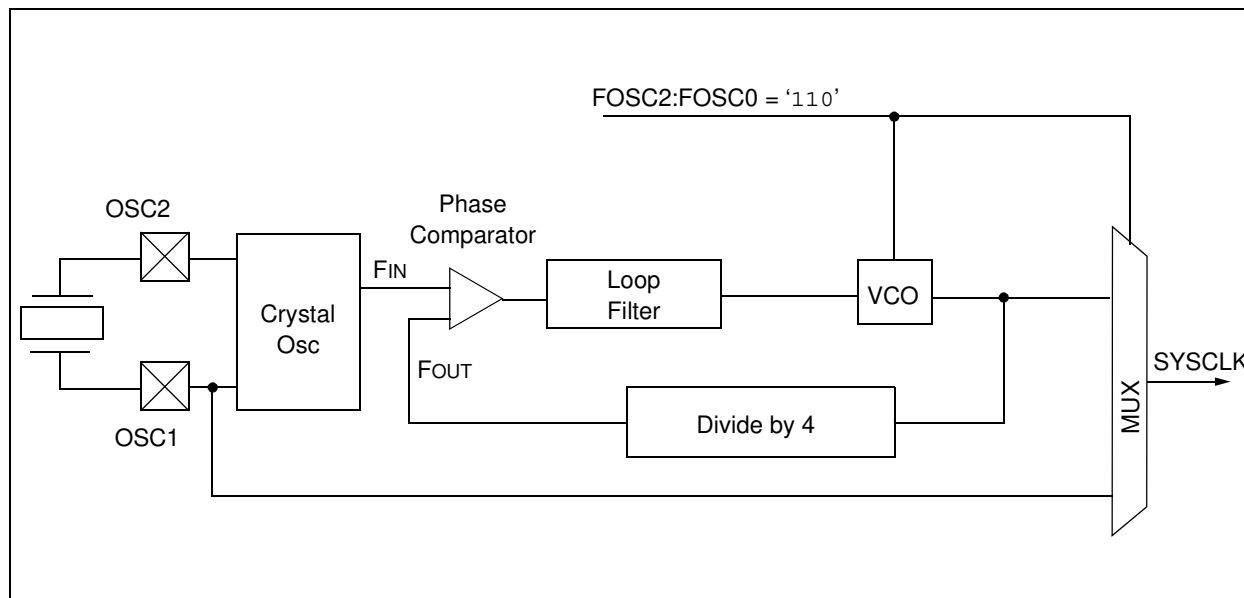 FOSC2:FOSC0 = ‘110’
OSC2
Phase
Comparator
FIN
Loop
Filter
VCO
Crystal
Osc
SYSCLK
FOUT
MUX
Divide by 4
OSC1